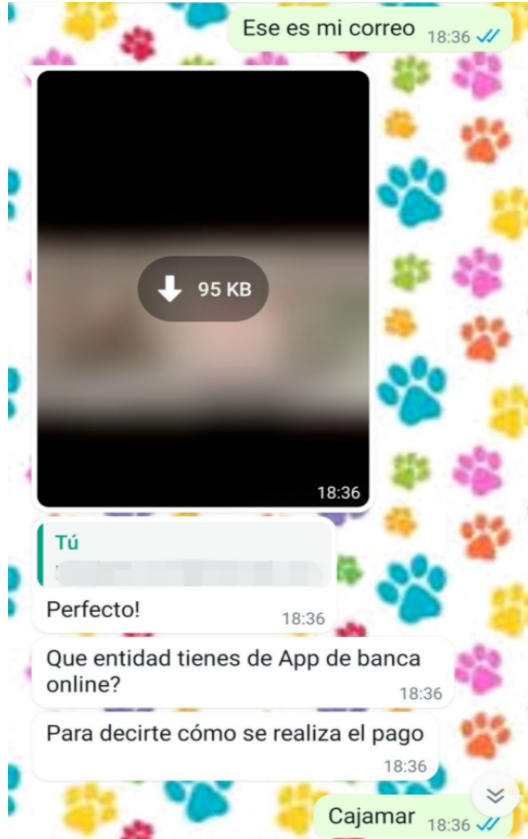 Ese es mi correo 18:36
95 KB
18:36
Tú
Perfecto! 18:36
Que entidad tienes de App de banca
online? 18:36
Para decirte cómo se realiza el pago
18:36
Cajamar 18:36